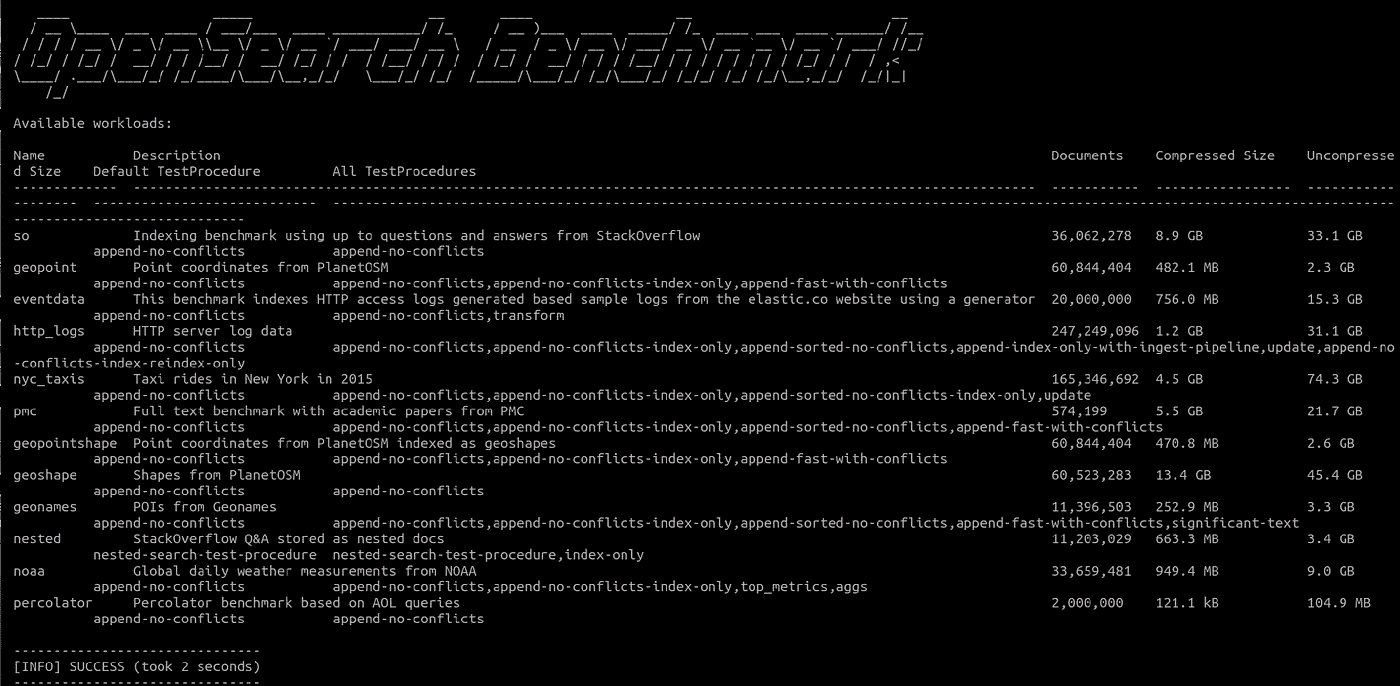 OpenSearch Benchmark
Available workloads:
Name Description Documents Compressed Size Uncompresse
d Size Default TestProcedure All TestProcedures
so Indexing benchmark using up to questions and answers from StackOverflow 36,062,278 8.9 GB 33.1 GB
append-no-conflicts append-no-conflicts
geopoint Point coordinates from PlanetOSM 60,844,404 482.1 MB 2.3 GB
append-no-conflicts append-no-conflicts,append-no-conflicts-index-only,append-fast-with-conflicts
eventdata This benchmark indexes HTTP access logs generated based sample logs from the elastic.co website using a generator 20,000,000 756.0 MB 15.3 GB
append-no-conflicts append-no-conflicts,transform
http_logs HTTP server log data 247,249,096 1.2 GB 31.1 GB
append-no-conflicts append-no-conflicts,append-no-conflicts-index-only,append-sorted-no-conflicts,append-index-only-with-ingest-pipeline,update,append-no
-conflicts-index-reindex-only
nyc_taxis Taxi rides in New York in 2015 165,346,692 4.5 GB 74.3 GB
append-no-conflicts append-no-conflicts,append-no-conflicts-index-only,append-sorted-no-conflicts-index-only,update
pmc Full text benchmark with academic papers from PMC 574,199 5.5 GB 21.7 GB
append-no-conflicts append-no-conflicts,append-no-conflicts-index-only,append-sorted-no-conflicts,append-fast-with-conflicts
geopointshape Point coordinates from PlanetOSM indexed as geoshapes 60,844,404 470.8 MB 2.6 GB
append-no-conflicts append-no-conflicts,append-no-conflicts-index-only,append-fast-with-conflicts
geoshape Shapes from PlanetOSM 60,523,283 13.4 GB 45.4 GB
append-no-conflicts append-no-conflicts
geonames POIs from Geonames 11,396,503 252.9 MB 3.3 GB
append-no-conflicts append-no-conflicts,append-no-conflicts-index-only,append-sorted-no-conflicts,append-fast-with-conflicts,significant-text
nested StackOverflow Q&A stored as nested docs 11,203,029 663.3 MB 3.4 GB
nested-search-test-procedure nested-search-test-procedure,index-only
noaa Global daily weather measurements from NOAA 33,659,481 949.4 MB 9.0 GB
append-no-conflicts append-no-conflicts,append-no-conflicts-index-only,top_metrics,aggs
percolator Percolator benchmark based on AOL queries 2,000,000 121.1 kB 104.9 MB
append-no-conflicts append-no-conflicts
[INFO] SUCCESS (took 2 seconds)